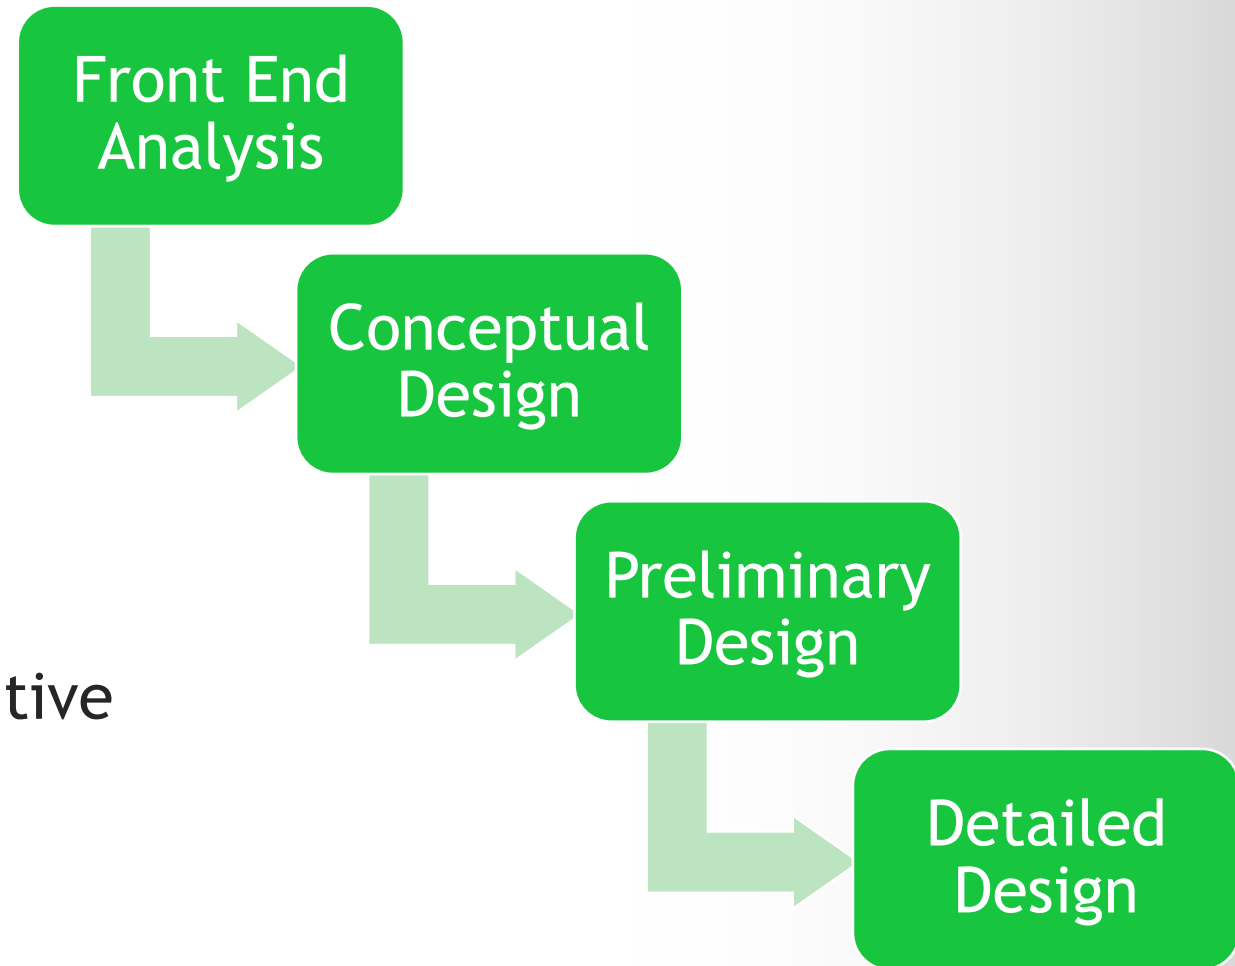 Front End
Analysis
Conceptual
Design
Preliminary
Design
tive
Detailed
Design